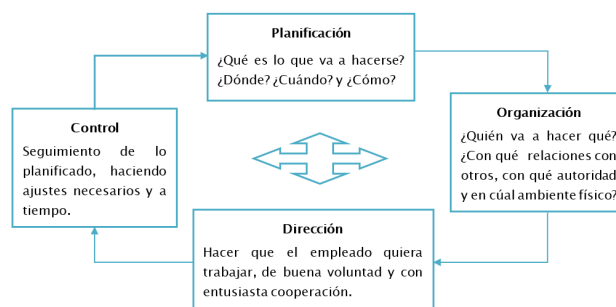 Planificación
¿Qué es lo que va a hacerse?
¿Dónde? ¿Cuándo? y ¿Cómo?
Organización
¿Quién va a hacer qué?
¿Con qué relaciones con
otros, con qué autoridad
y en cúal ambiente físico?
Dirección
Hacer que el empleado quiera
trabajar, de buena voluntad y con
entusiasta cooperación.
Control
Seguimiento de lo
planificado, haciendo
ajustes necesarios y a
tiempo.